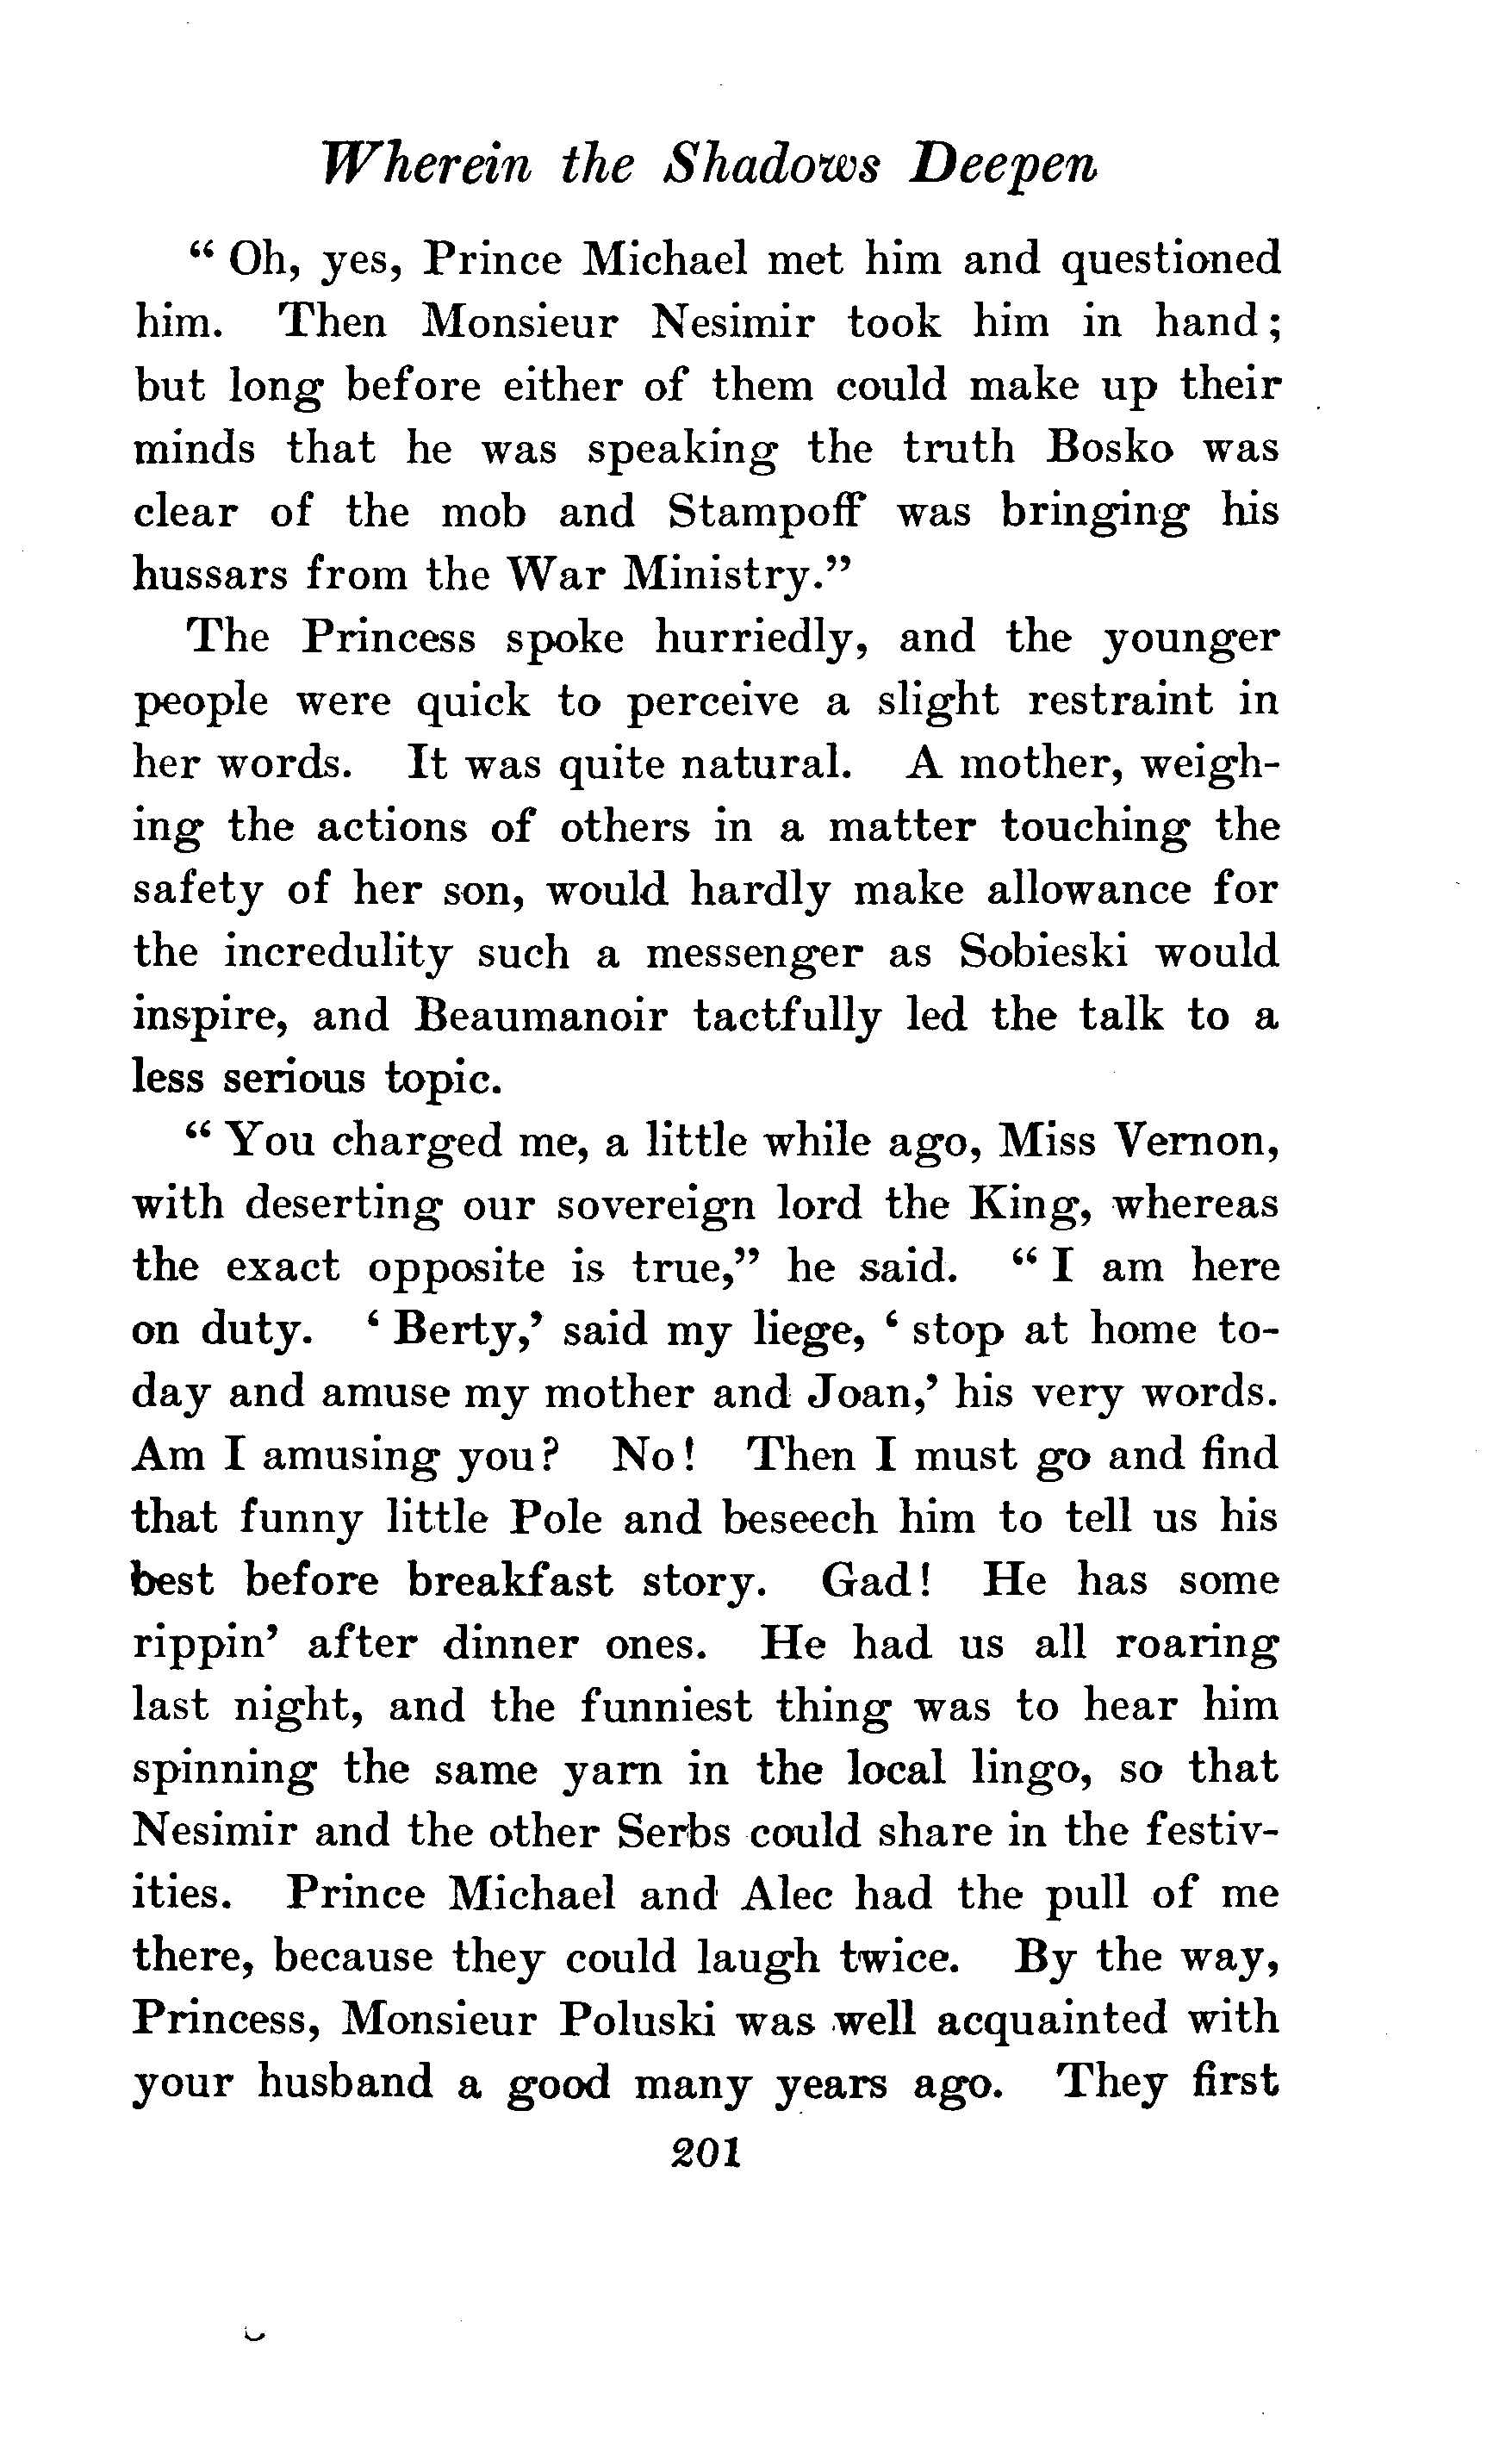 Wherein the Shadows Deepen
" Oh, yes, Prince Michael met him and questioned
him. Then Monsieur Nesimir took him in hand;
but long before either of them could make up their
minds that he was speaking the truth Bosko was
clear of the mob and Stampoff was bringing his
hussars from the War Ministry."
The Princess spoke hurriedly, and the younger
people were quick to perceive a slight restraint in
her words. It was quite natural. A mother, weigh-
ing the actions of others in a matter touching the
safety of her son, would hardly make allowance for
the incredulity such a messenger as Sobieski would
inspire, and Beaumanoir tactfully led the talk to a
less serious topic.
" You charged me, a little while ago, Miss Vernon,
with deserting our sovereign lord the King, whereas
the exact opposite is true," he said. " I am here
on duty. ' Berty,' said my liege, ' stop at home to-
day and amuse my mother and Joan,' his very words.
Am I amusing you? No! Then I must go and find
that funny little Pole and beseech him to tell us his
best before breakfast story. Gad! He has some
rippin' after dinner ones. He had us all roaring
last night, and the funniest thing was to hear him
spinning the same yarn in the local lingo, so that
Nesimir and the other Serbs could share in the festiv-
ities. Prince Michael and Alec had the pull of me
there, because they could laugh twice. By the way,
Princess, Monsieur Poluski was well acquainted with
your husband a good many years ago. They first
201